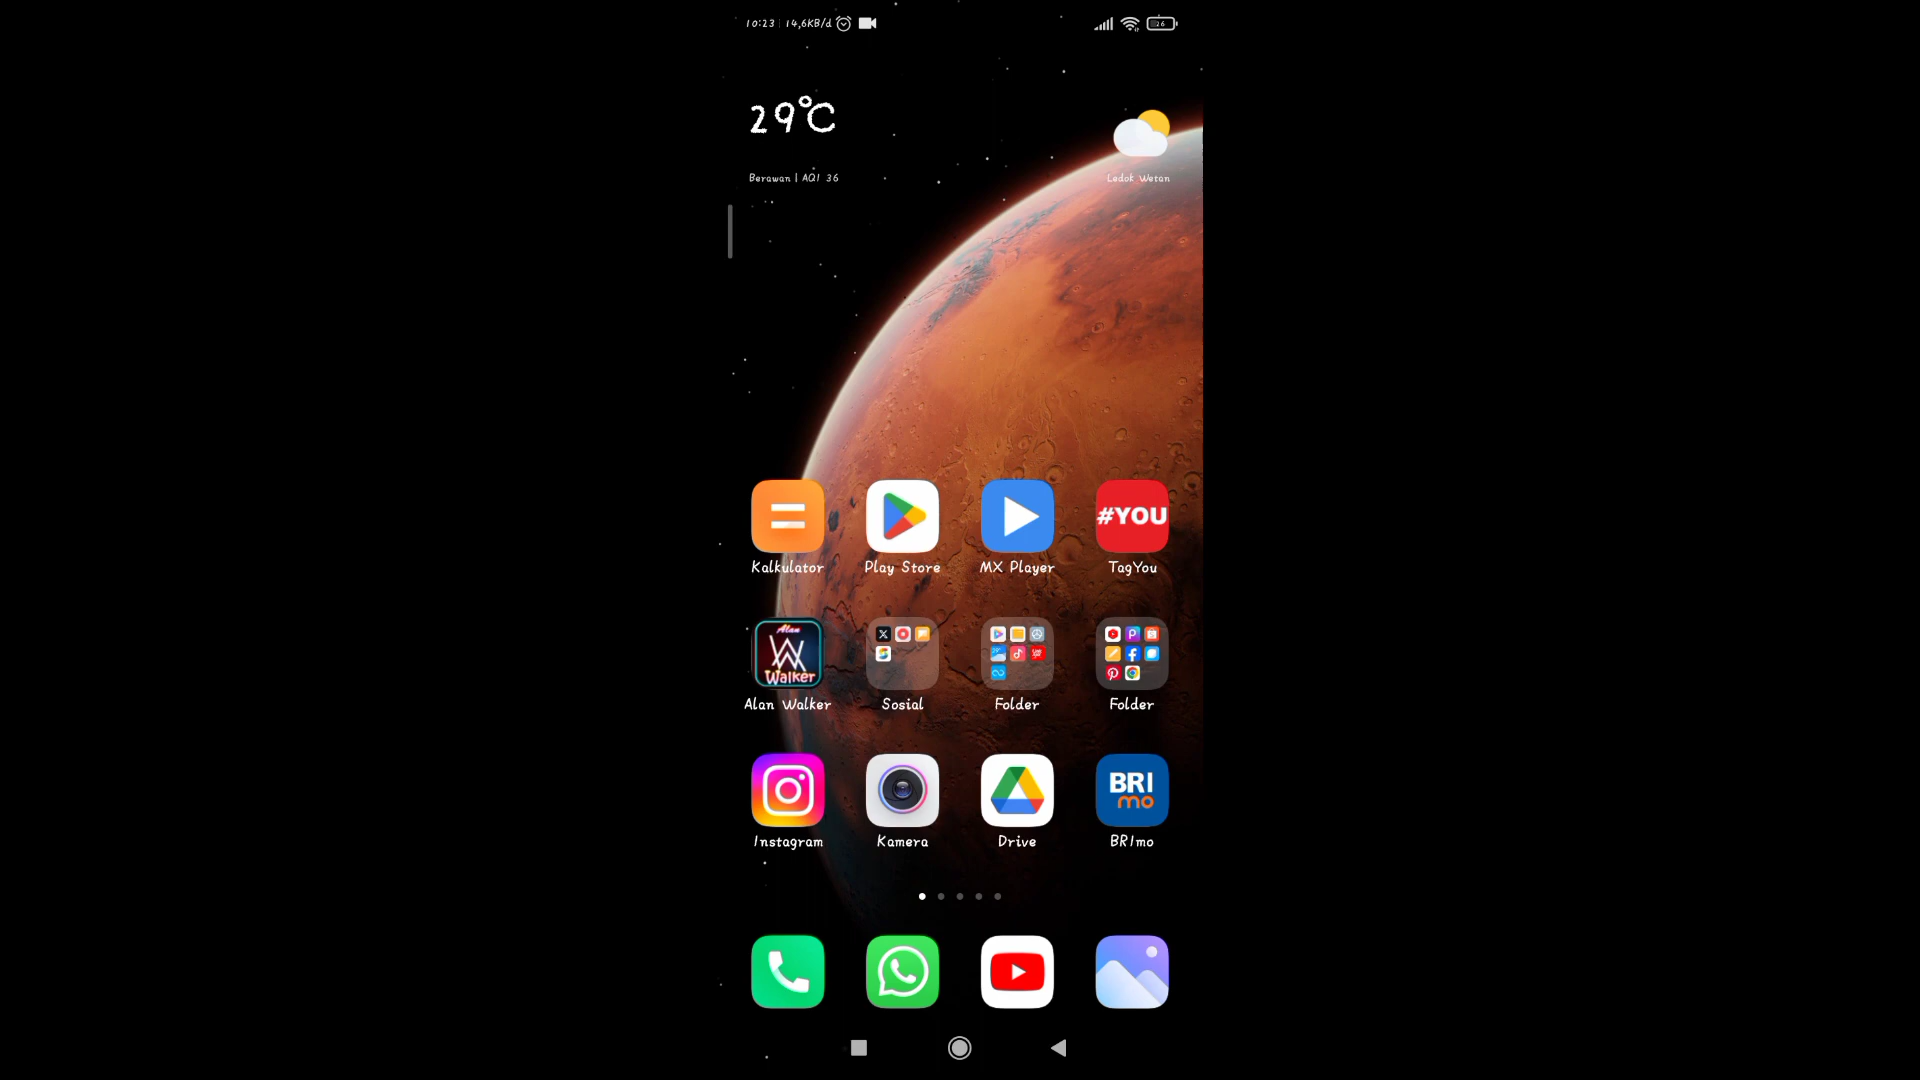 10:23 | 14,6KB/d
26
29°C
Berawan | AQI 36
Ledok Wetan
#YOU
Kalkulator
Play Store
MX Player
TagYou
Alan
Walker
Alan Walker
Sosial
Folder
Folder
BRI
mo
Instagram
Kamera
Drive
BRImo